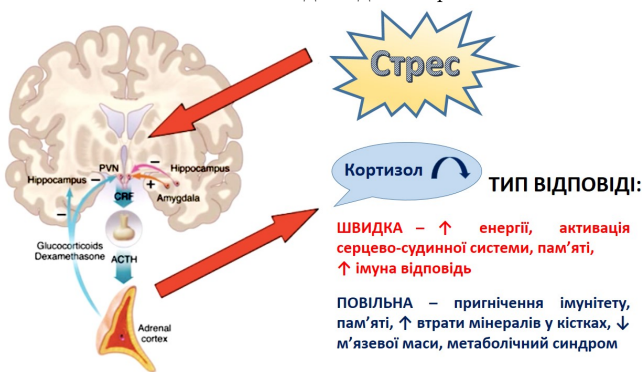 Стрес
PVN
Hippocampus
Hippocampus
CRF
Amygdala
Glucocorticoids
Dexamethasone
ACTH
Adrenal
cortex
−
−
+
−
Кортизол
ТИП ВІДПОВІДІ:
ШВИДКА – ↑ енергії, активація
серцево-судинної системи, пам’яті,
↑ імуна відповідь
ПОВІЛЬНА – пригнічення імунітету,
пам’яті, ↑ втрати мінералів у кістках, ↓
м’язевої маси, метаболічний синдром